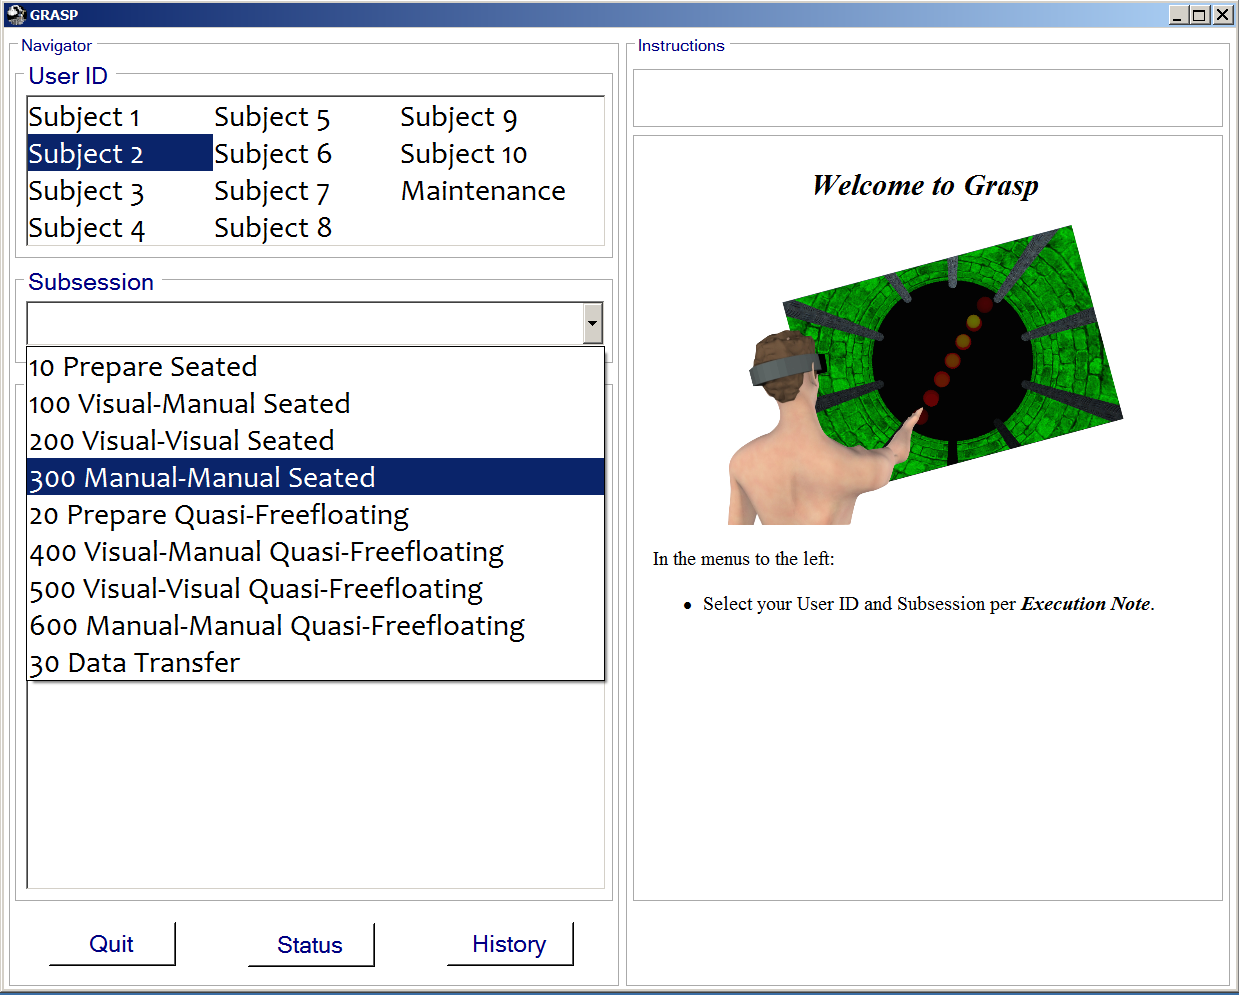 GRASP
Navigator
User ID
Subject 1
Subject 2
Subject 3
Subject 4
Subject 5
Subject 6
Subject 7
Subject 8
Subject 9
Subject 10
Maintenance
Subsession
10 Prepare Seated
100 Visual-Manual Seated
200 Visual-Visual Seated
300 Manual-Manual Seated
20 Prepare Quasi-Freefloating
400 Visual-Manual Quasi-Freefloating
500 Visual-Visual Quasi-Freefloating
600 Manual-Manual Quasi-Freefloating
30 Data Transfer
Quit
Status
History
Instructions
Welcome to Grasp
In the menus to the left:
• Select your User ID and Subsession per Execution Note.